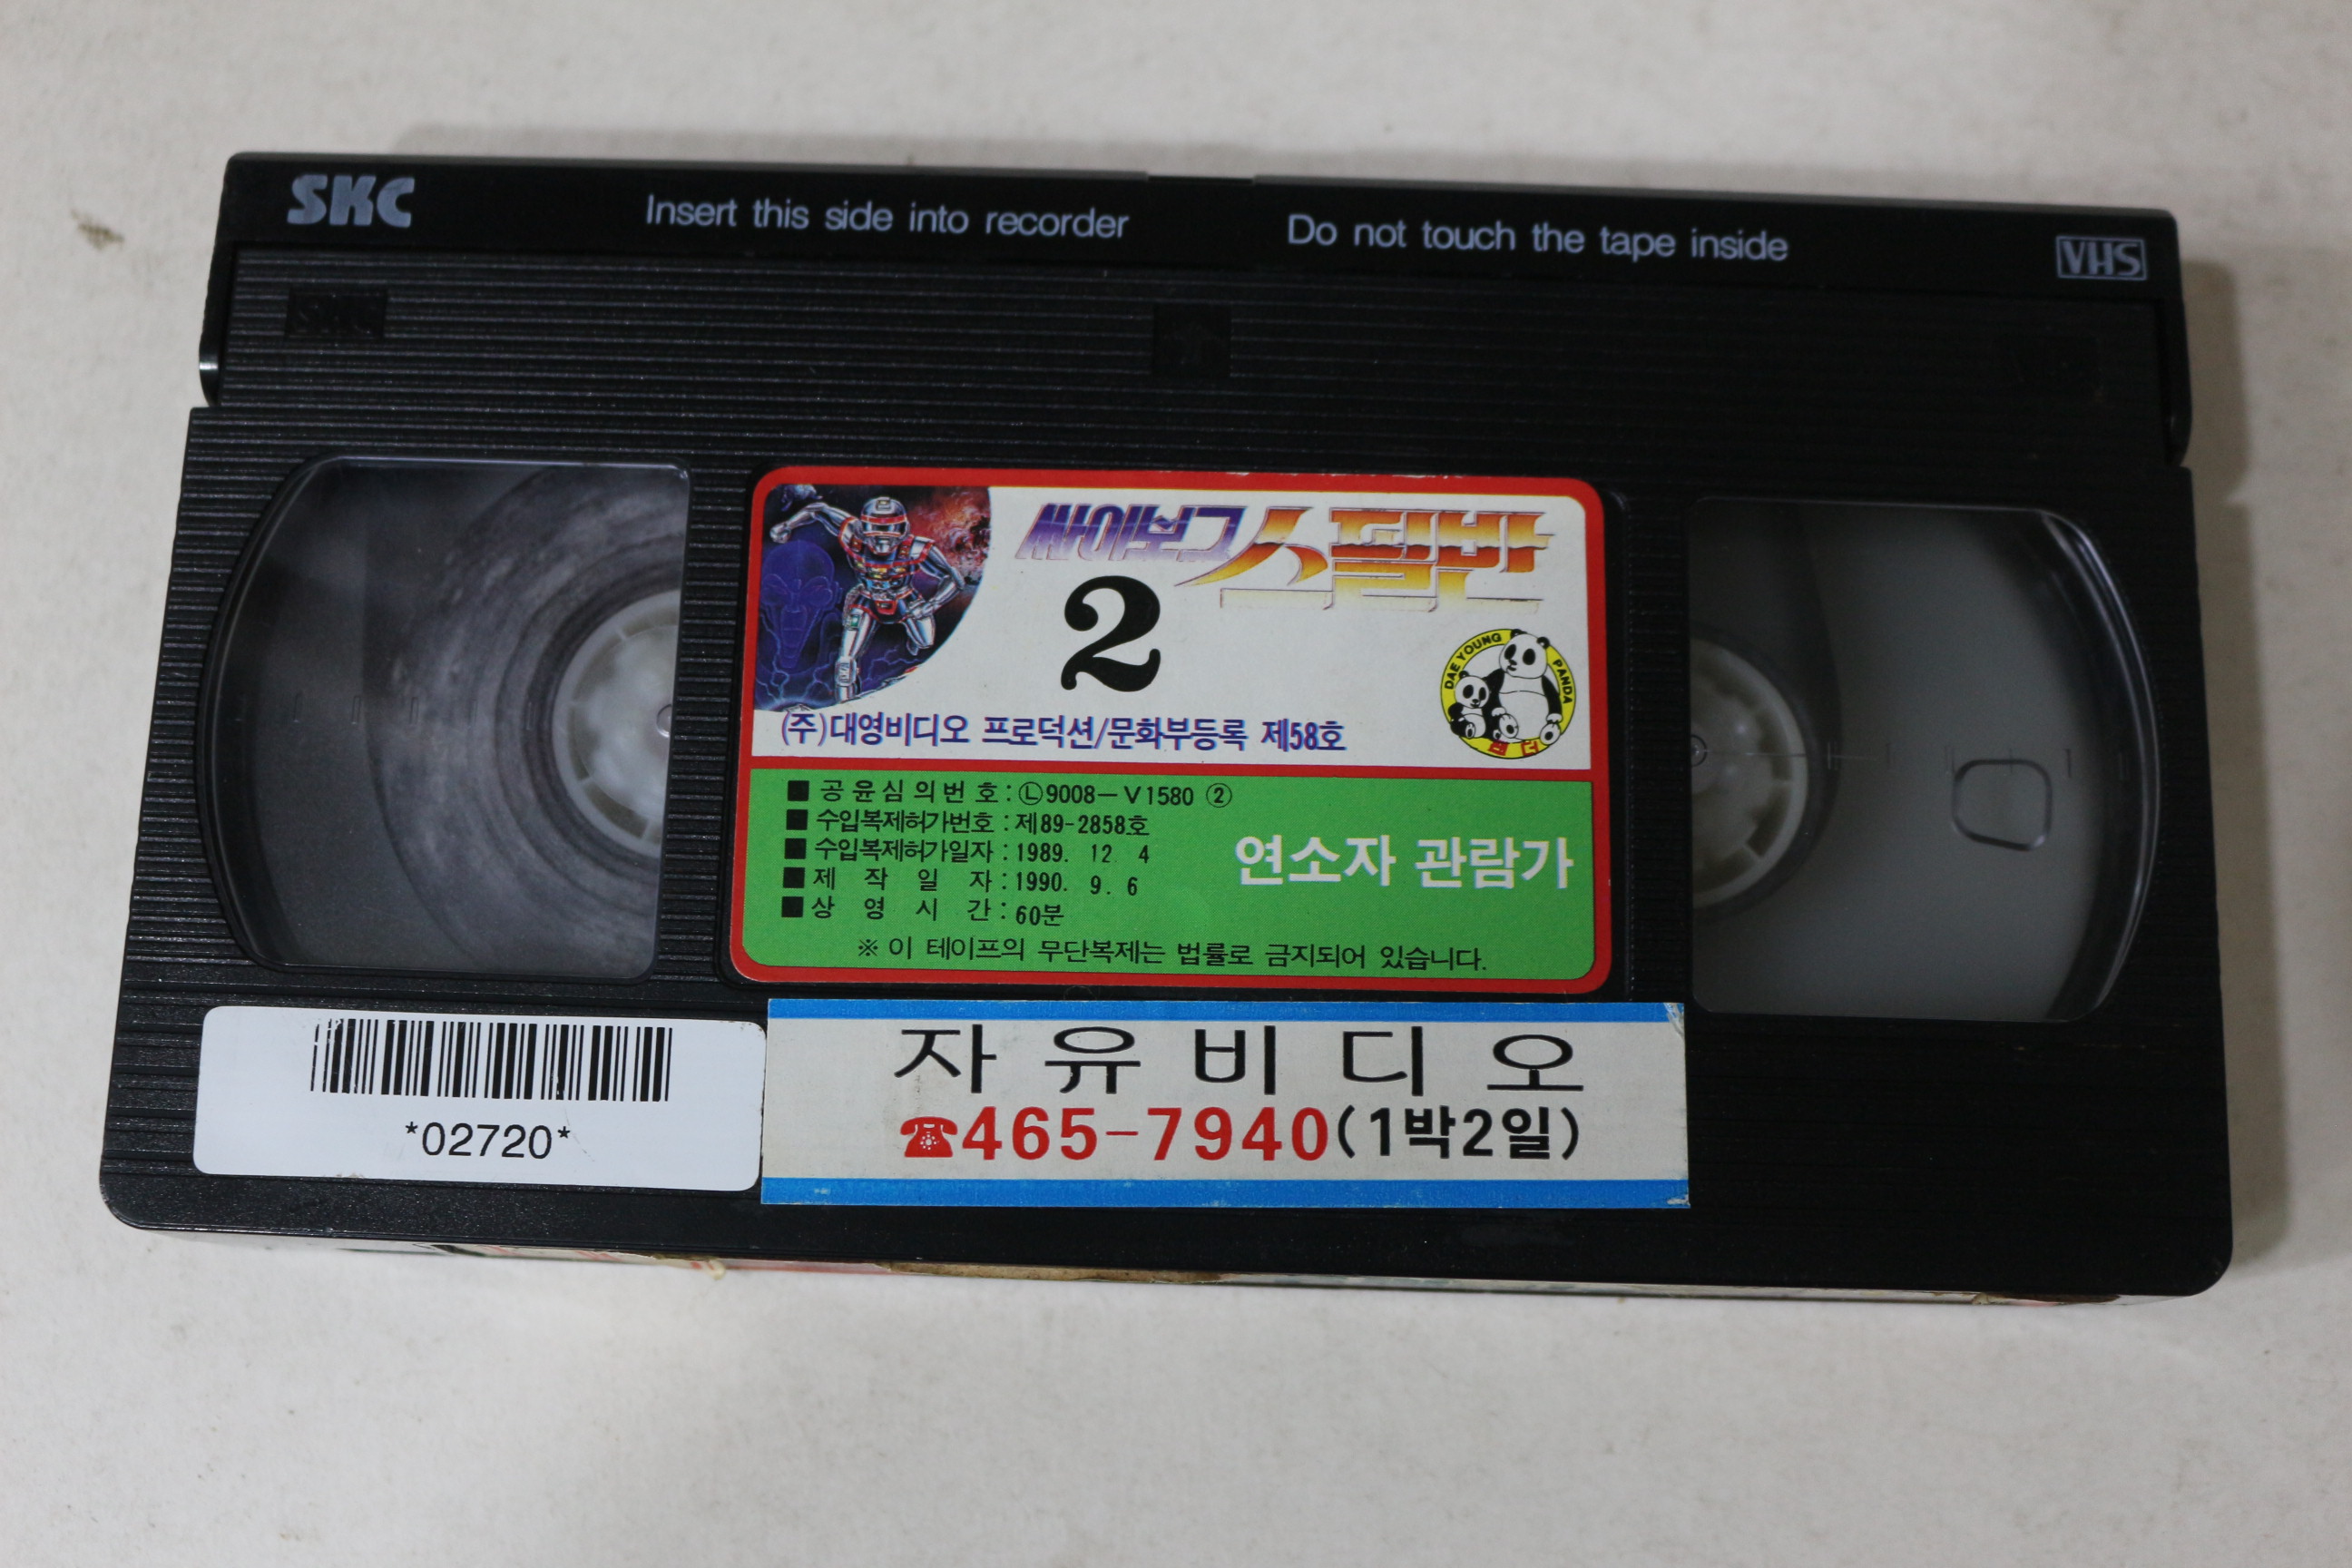 SKC
Insert this side into recorder
Do not touch the tape inside
VHS
SKC
싸이보그 스필반
2
DAE YOUNG PANDA
팬더
(주)대영비디오 프로덕션/문화부등록 제58호
■ 공윤심의번호 : Ⓛ9008-V1580 ②
■ 수입복제허가번호 : 제89-2858호
■ 수입복제허가일자 : 1989. 12. 4
■ 제작일자 : 1990. 9. 6
■ 상영시간 : 60분
연소자 관람가
※ 이 테이프의 무단복제는 법률로 금지되어 있습니다.
*02720*
자유비디오
☎465-7940(1박2일)